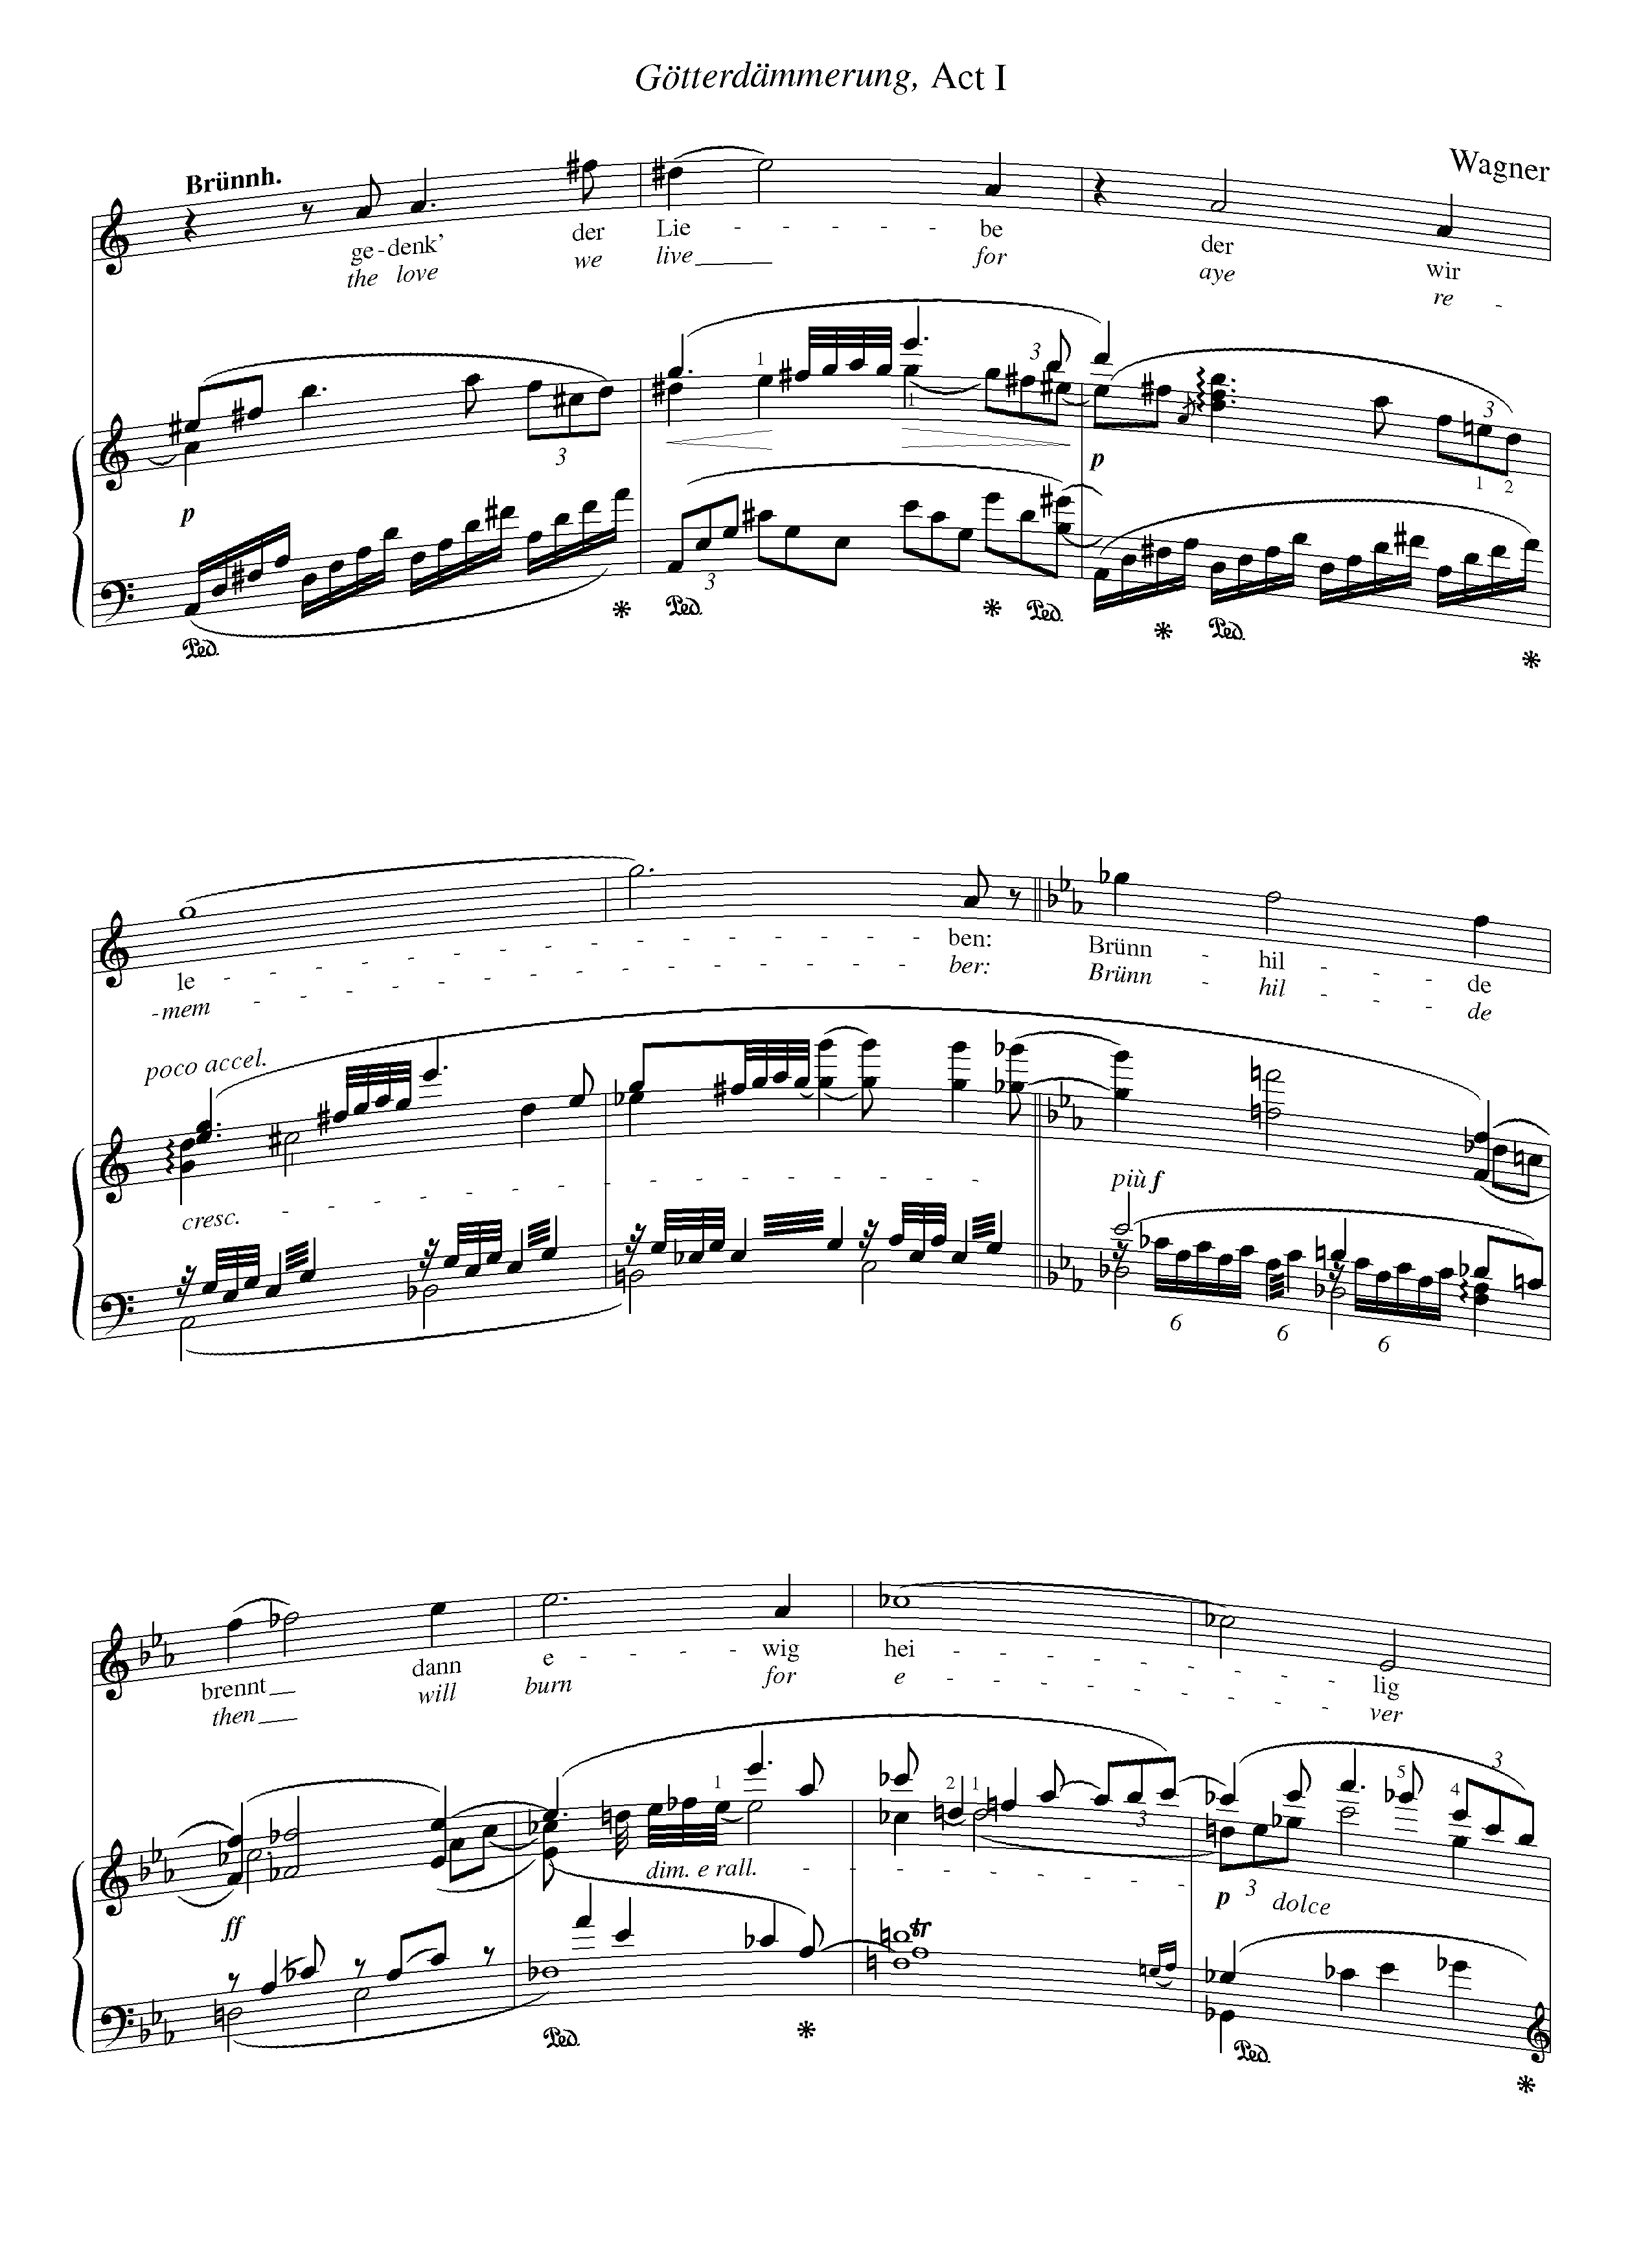 Götterdämmerung, Act I
Wagner
Brünnh.
ge - denk' der Lie - - - be der wir
the love we live for aye re -
3 1 1 3 3 1 2
p p
3
Ped. * Ped. * Ped. * Ped. *
le - - - - - - - - - ben: Brünn - hil - - de
- mem - - - - - - - - - ber: Brünn - hil - - de
poco accel.
cresc. - - - - - - - - - più f
6 6 6
brennt dann e - - wig hei - - - - - lig
then will burn for e - - - - - ver
1 2 1 3 5 4 3
dim. e rall. - - - - - -
ff p 3 dolce
tr
Ped. * Ped. *